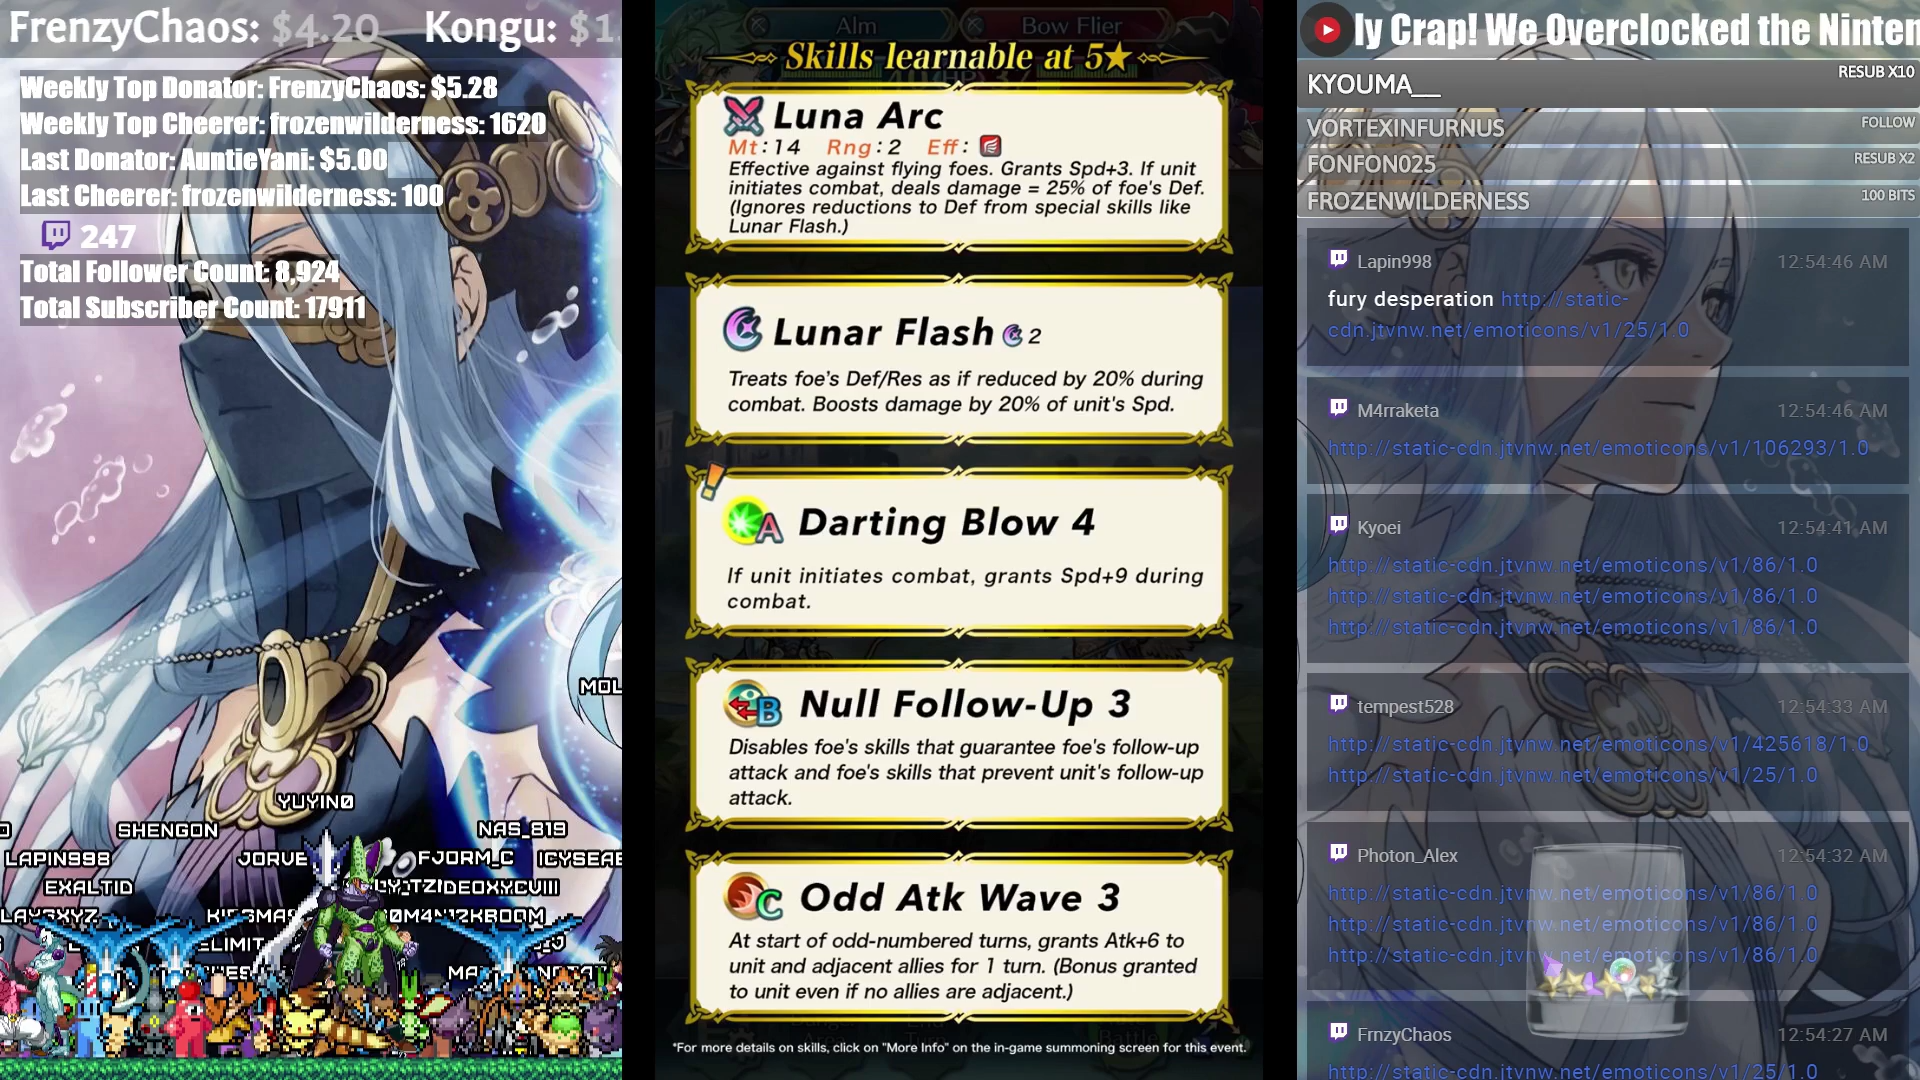 FrenzyChaos: $4.20 Kongu: $1.
Weekly Top Donator: FrenzyChaos: $5.28
Weekly Top Cheerer: frozenwilderness: 1620
Last Donator: AuntieYani: $5.00
Last Cheerer: frozenwilderness: 100
247
Total Follower Count: 8,924
Total Subscriber Count: 17911
MOL
YUYIN0
SHENGON
NAS_819
LAPIN998
JORVE
FJORM_C
ICYSEAE
EXALTID
DEOXYCVIII
ELIMIT
Alm
Bow Flier
Skills learnable at 5★
Luna Arc
Mt:14 Rng:2 Eff:
Effective against flying foes. Grants Spd+3. If unit
initiates combat, deals damage = 25% of foe's Def.
(Ignores reductions to Def from special skills like
Lunar Flash.)
Lunar Flash 2
Treats foe's Def/Res as if reduced by 20% during
combat. Boosts damage by 20% of unit's Spd.
A Darting Blow 4
If unit initiates combat, grants Spd+9 during
combat.
B Null Follow-Up 3
Disables foe's skills that guarantee foe's follow-up
attack and foe's skills that prevent unit's follow-up
attack.
C Odd Atk Wave 3
At start of odd-numbered turns, grants Atk+6 to
unit and adjacent allies for 1 turn. (Bonus granted
to unit even if no allies are adjacent.)
*For more details on skills, click on "More Info" on the in-game summoning screen for this event.
ly Crap! We Overclocked the Ninten
KYOUMA__ RESUB X10
VORTEXINFURNUS FOLLOW
FONFON025 RESUB X2
FROZENWILDERNESS 100 BITS
Lapin998 12:54:46 AM
fury desperation http://static-
cdn.jtvnw.net/emoticons/v1/25/1.0
M4rraketa 12:54:46 AM
http://static-cdn.jtvnw.net/emoticons/v1/106293/1.0
Kyoei 12:54:41 AM
http://static-cdn.jtvnw.net/emoticons/v1/86/1.0
http://static-cdn.jtvnw.net/emoticons/v1/86/1.0
http://static-cdn.jtvnw.net/emoticons/v1/86/1.0
tempest528 12:54:33 AM
http://static-cdn.jtvnw.net/emoticons/v1/425618/1.0
http://static-cdn.jtvnw.net/emoticons/v1/25/1.0
Photon_Alex 12:54:32 AM
http://static-cdn.jtvnw.net/emoticons/v1/86/1.0
http://static-cdn.jtvnw.net/emoticons/v1/86/1.0
http://static-cdn.jtvnw.net/emoticons/v1/86/1.0
FrnzyChaos 12:54:27 AM
http://static-cdn.jtvnw.net/emoticons/v1/25/1.0